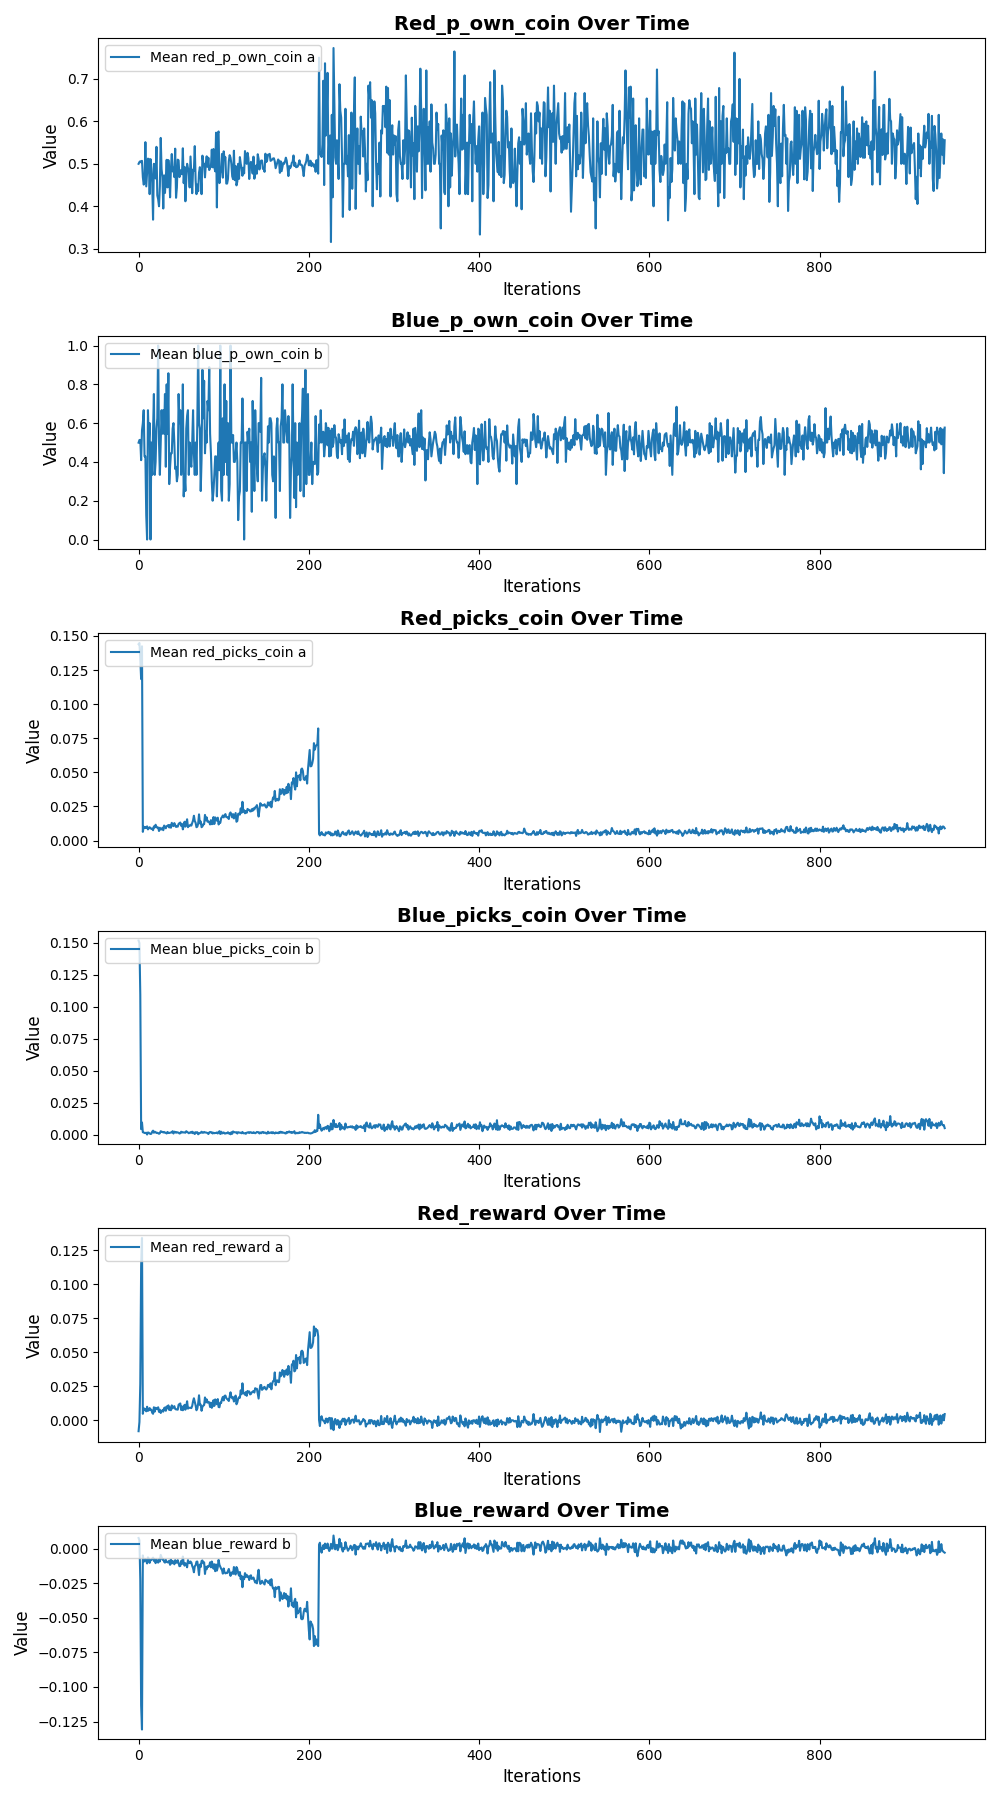 Red_p_own_coin Over Time
Mean red_p_own_coin a
0.7
0.6
0.5
0.4
0.3
Value
0 200 400 600 800
Iterations
Blue_p_own_coin Over Time
Mean blue_p_own_coin b
1.0
0.8
0.6
0.4
0.2
0.0
Value
0 200 400 600 800
Iterations
Red_picks_coin Over Time
Mean red_picks_coin a
0.150
0.125
0.100
0.075
0.050
0.025
0.000
Value
0 200 400 600 800
Iterations
Blue_picks_coin Over Time
Mean blue_picks_coin b
0.150
0.125
0.100
0.075
0.050
0.025
0.000
Value
0 200 400 600 800
Iterations
Red_reward Over Time
Mean red_reward a
0.125
0.100
0.075
0.050
0.025
0.000
Value
0 200 400 600 800
Iterations
Blue_reward Over Time
Mean blue_reward b
0.000
−0.025
−0.050
−0.075
−0.100
−0.125
Value
0 200 400 600 800
Iterations